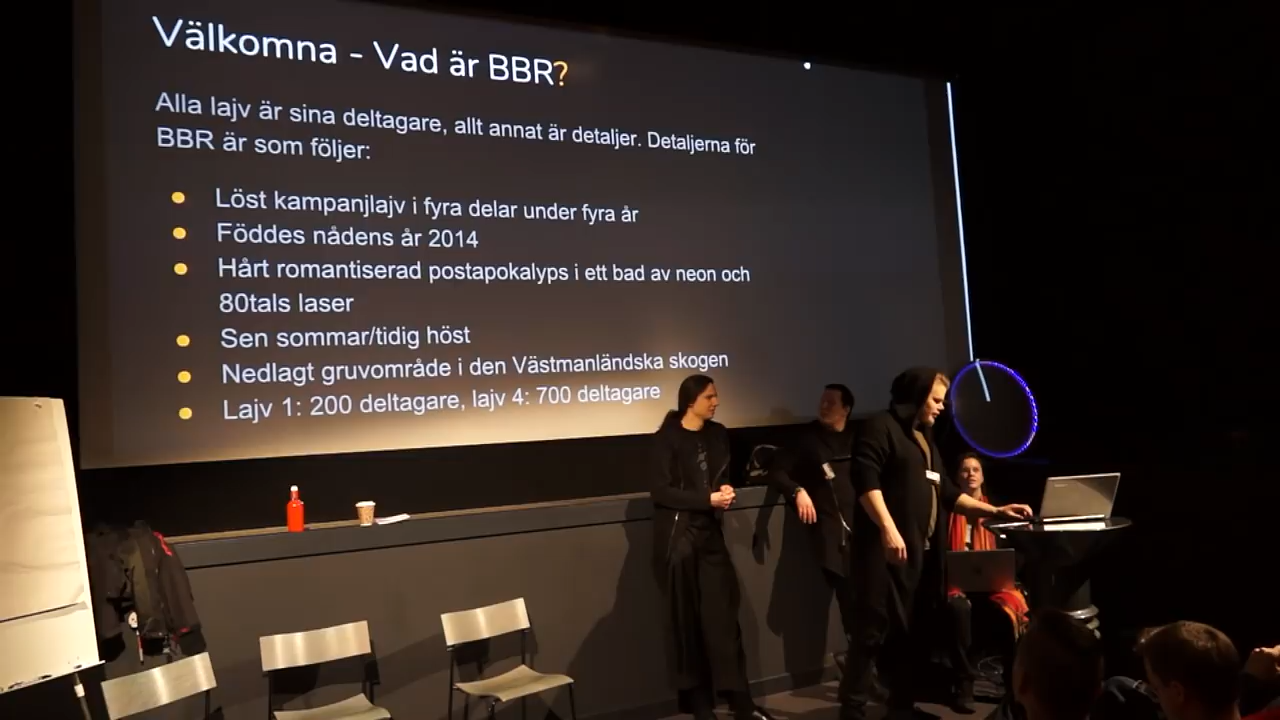 Välkomna - Vad är BBR?
Alla lajv är sina deltagare, allt annat är detaljer. Detaljerna för
BBR är som följer:
Löst kampanjlajv i fyra delar under fyra år
Föddes nådens år 2014
Hårt romantiserad postapokalyps i ett bad av neon och
80tals laser
Sen sommar/tidig höst
Nedlagt gruvområde i den Västmanländska skogen
Lajv 1: 200 deltagare, lajv 4: 700 deltagare